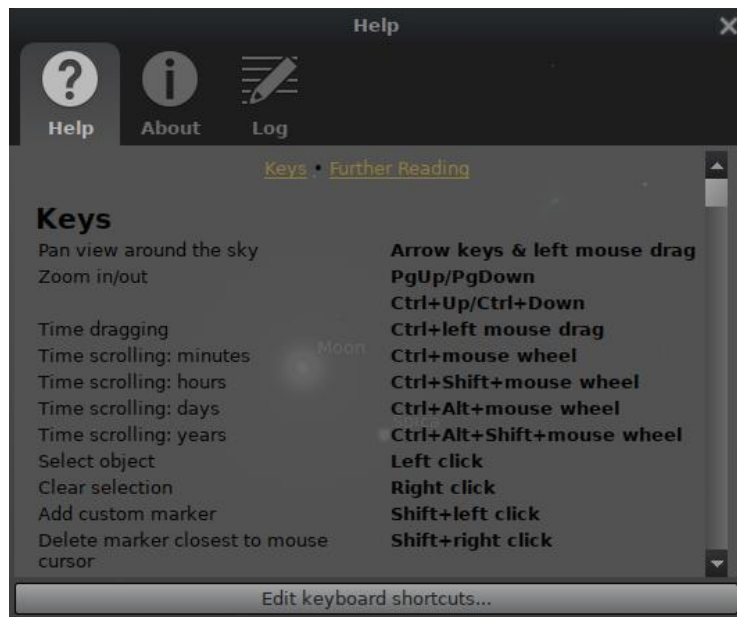 Help
Help About Log
Keys • Further Reading
Keys
Pan view around the sky Arrow keys & left mouse drag
Zoom in/out PgUp/PgDown
Ctrl+Up/Ctrl+Down
Time dragging Ctrl+left mouse drag
Moon
Time scrolling: minutes Ctrl+mouse wheel
Time scrolling: hours Ctrl+Shift+mouse wheel
Time scrolling: days Ctrl+Alt+mouse wheel
Time scrolling: years Ctrl+Alt+Shift+mouse wheel
Select object Left click
Clear selection Right click
Add custom marker Shift+left click
Delete marker closest to mouse Shift+right click
cursor
Edit keyboard shortcuts...